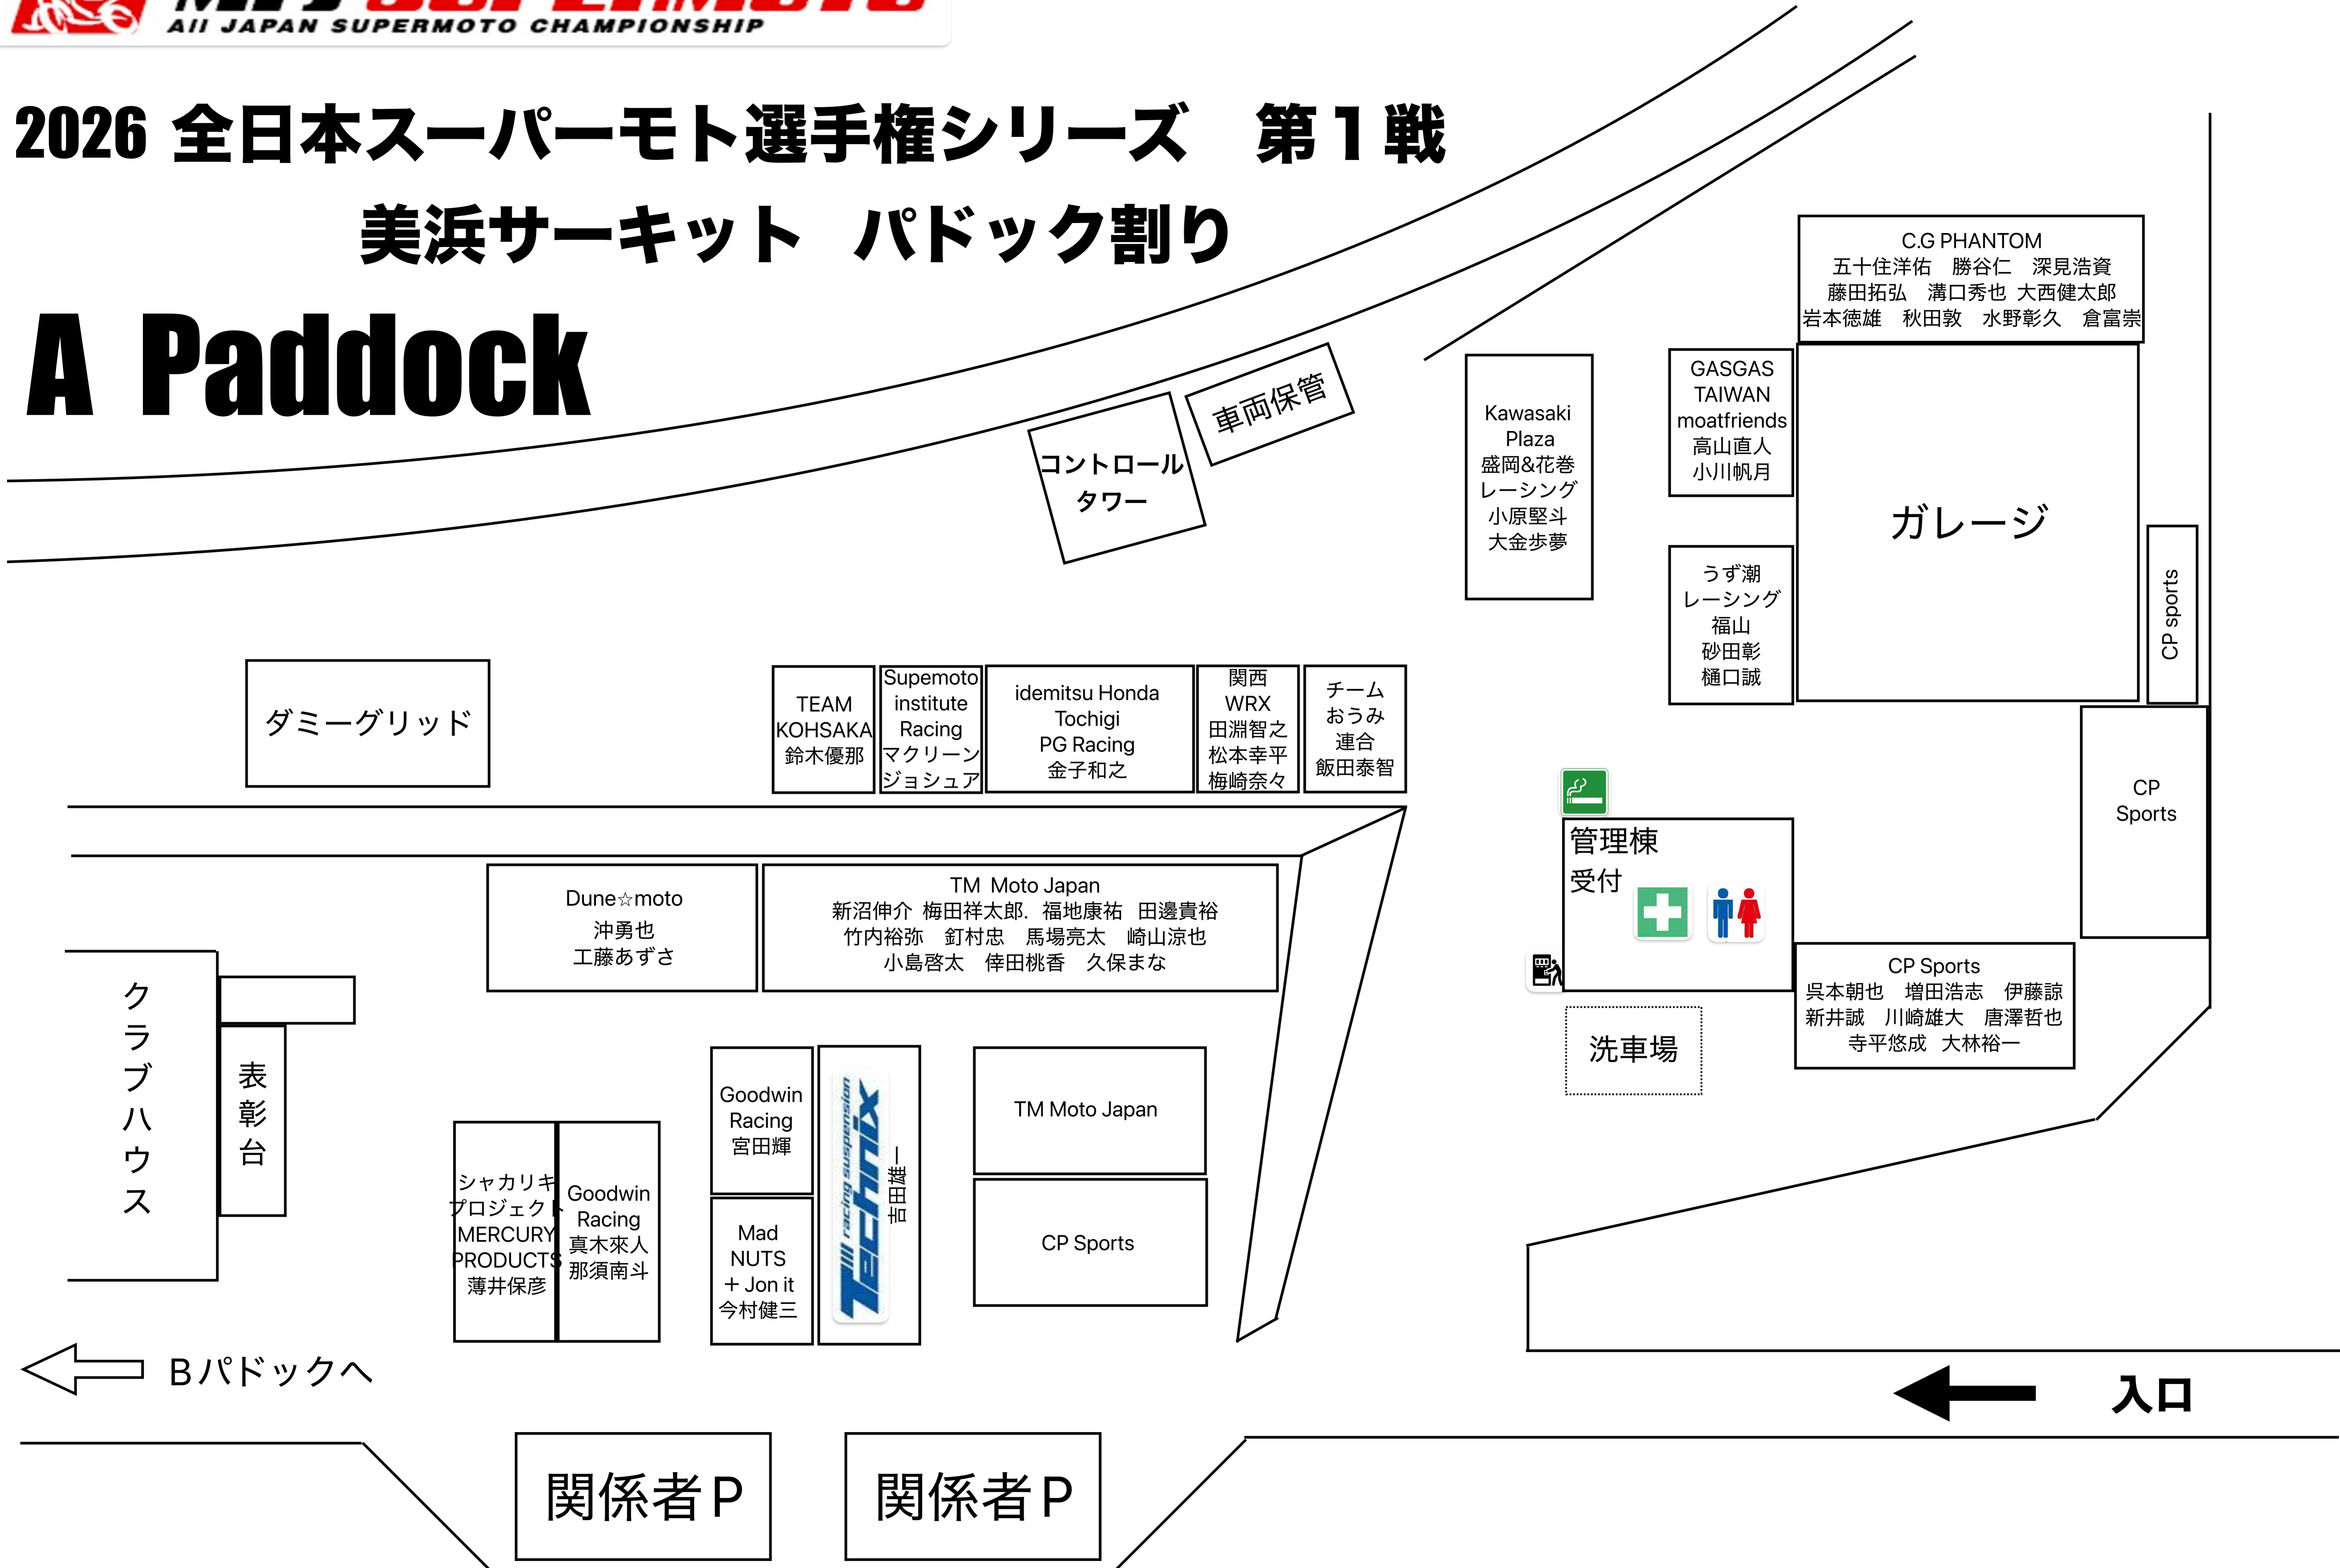 SUPERMOTO
All JAPAN SUPERMOTO CHAMPIONSHIP
2026 全日本スーパーモト選手権シリーズ　第１戦
美浜サーキット　パドック割り
A Paddock
C.G PHANTOM
五十住洋佑　勝谷仁　深見浩資
藤田拓弘　溝口秀也 大西健太郎
岩本徳雄　秋田敦　水野彰久　倉富崇
車両保管
コントロール
タワー
Kawasaki
Plaza
盛岡&花巻
レーシング
小原堅斗
大金歩夢
GASGAS
TAIWAN
moatfriends
高山直人
小川帆月
ガレージ
うず潮
レーシング
福山
砂田彰
樋口誠
CP sports
ダミーグリッド
TEAM
KOHSAKA
鈴木優那
Supemoto
institute
Racing
マクリーン
ジョシュア
idemitsu Honda
Tochigi
PG Racing
金子和之
関西
WRX
田淵智之
松本幸平
梅崎奈々
チーム
おうみ
連合
飯田泰智
CP
Sports
管理棟
受付
Dune☆moto
沖勇也
工藤あずさ
TM Moto Japan
新沼伸介 梅田祥太郎. 福地康祐 田邊貴裕
竹内裕弥　釘村忠　馬場亮太　崎山涼也
小島啓太　倖田桃香　久保まな
CP Sports
呉本朝也　増田浩志　伊藤諒
新井誠　川崎雄大　唐澤哲也
寺平悠成 大林裕一
洗車場
クラブハウス
表彰台
シャカリキ
プロジェクト
MERCURY
PRODUCTS
薄井保彦
Goodwin
Racing
真木來人
那須南斗
Goodwin
Racing
宮田輝
Mad
NUTS
＋Jon it
今村健三
racing suspension
Technix
吉田雄一
TM Moto Japan
CP Sports
Bパドックへ
入口
関係者P
関係者P